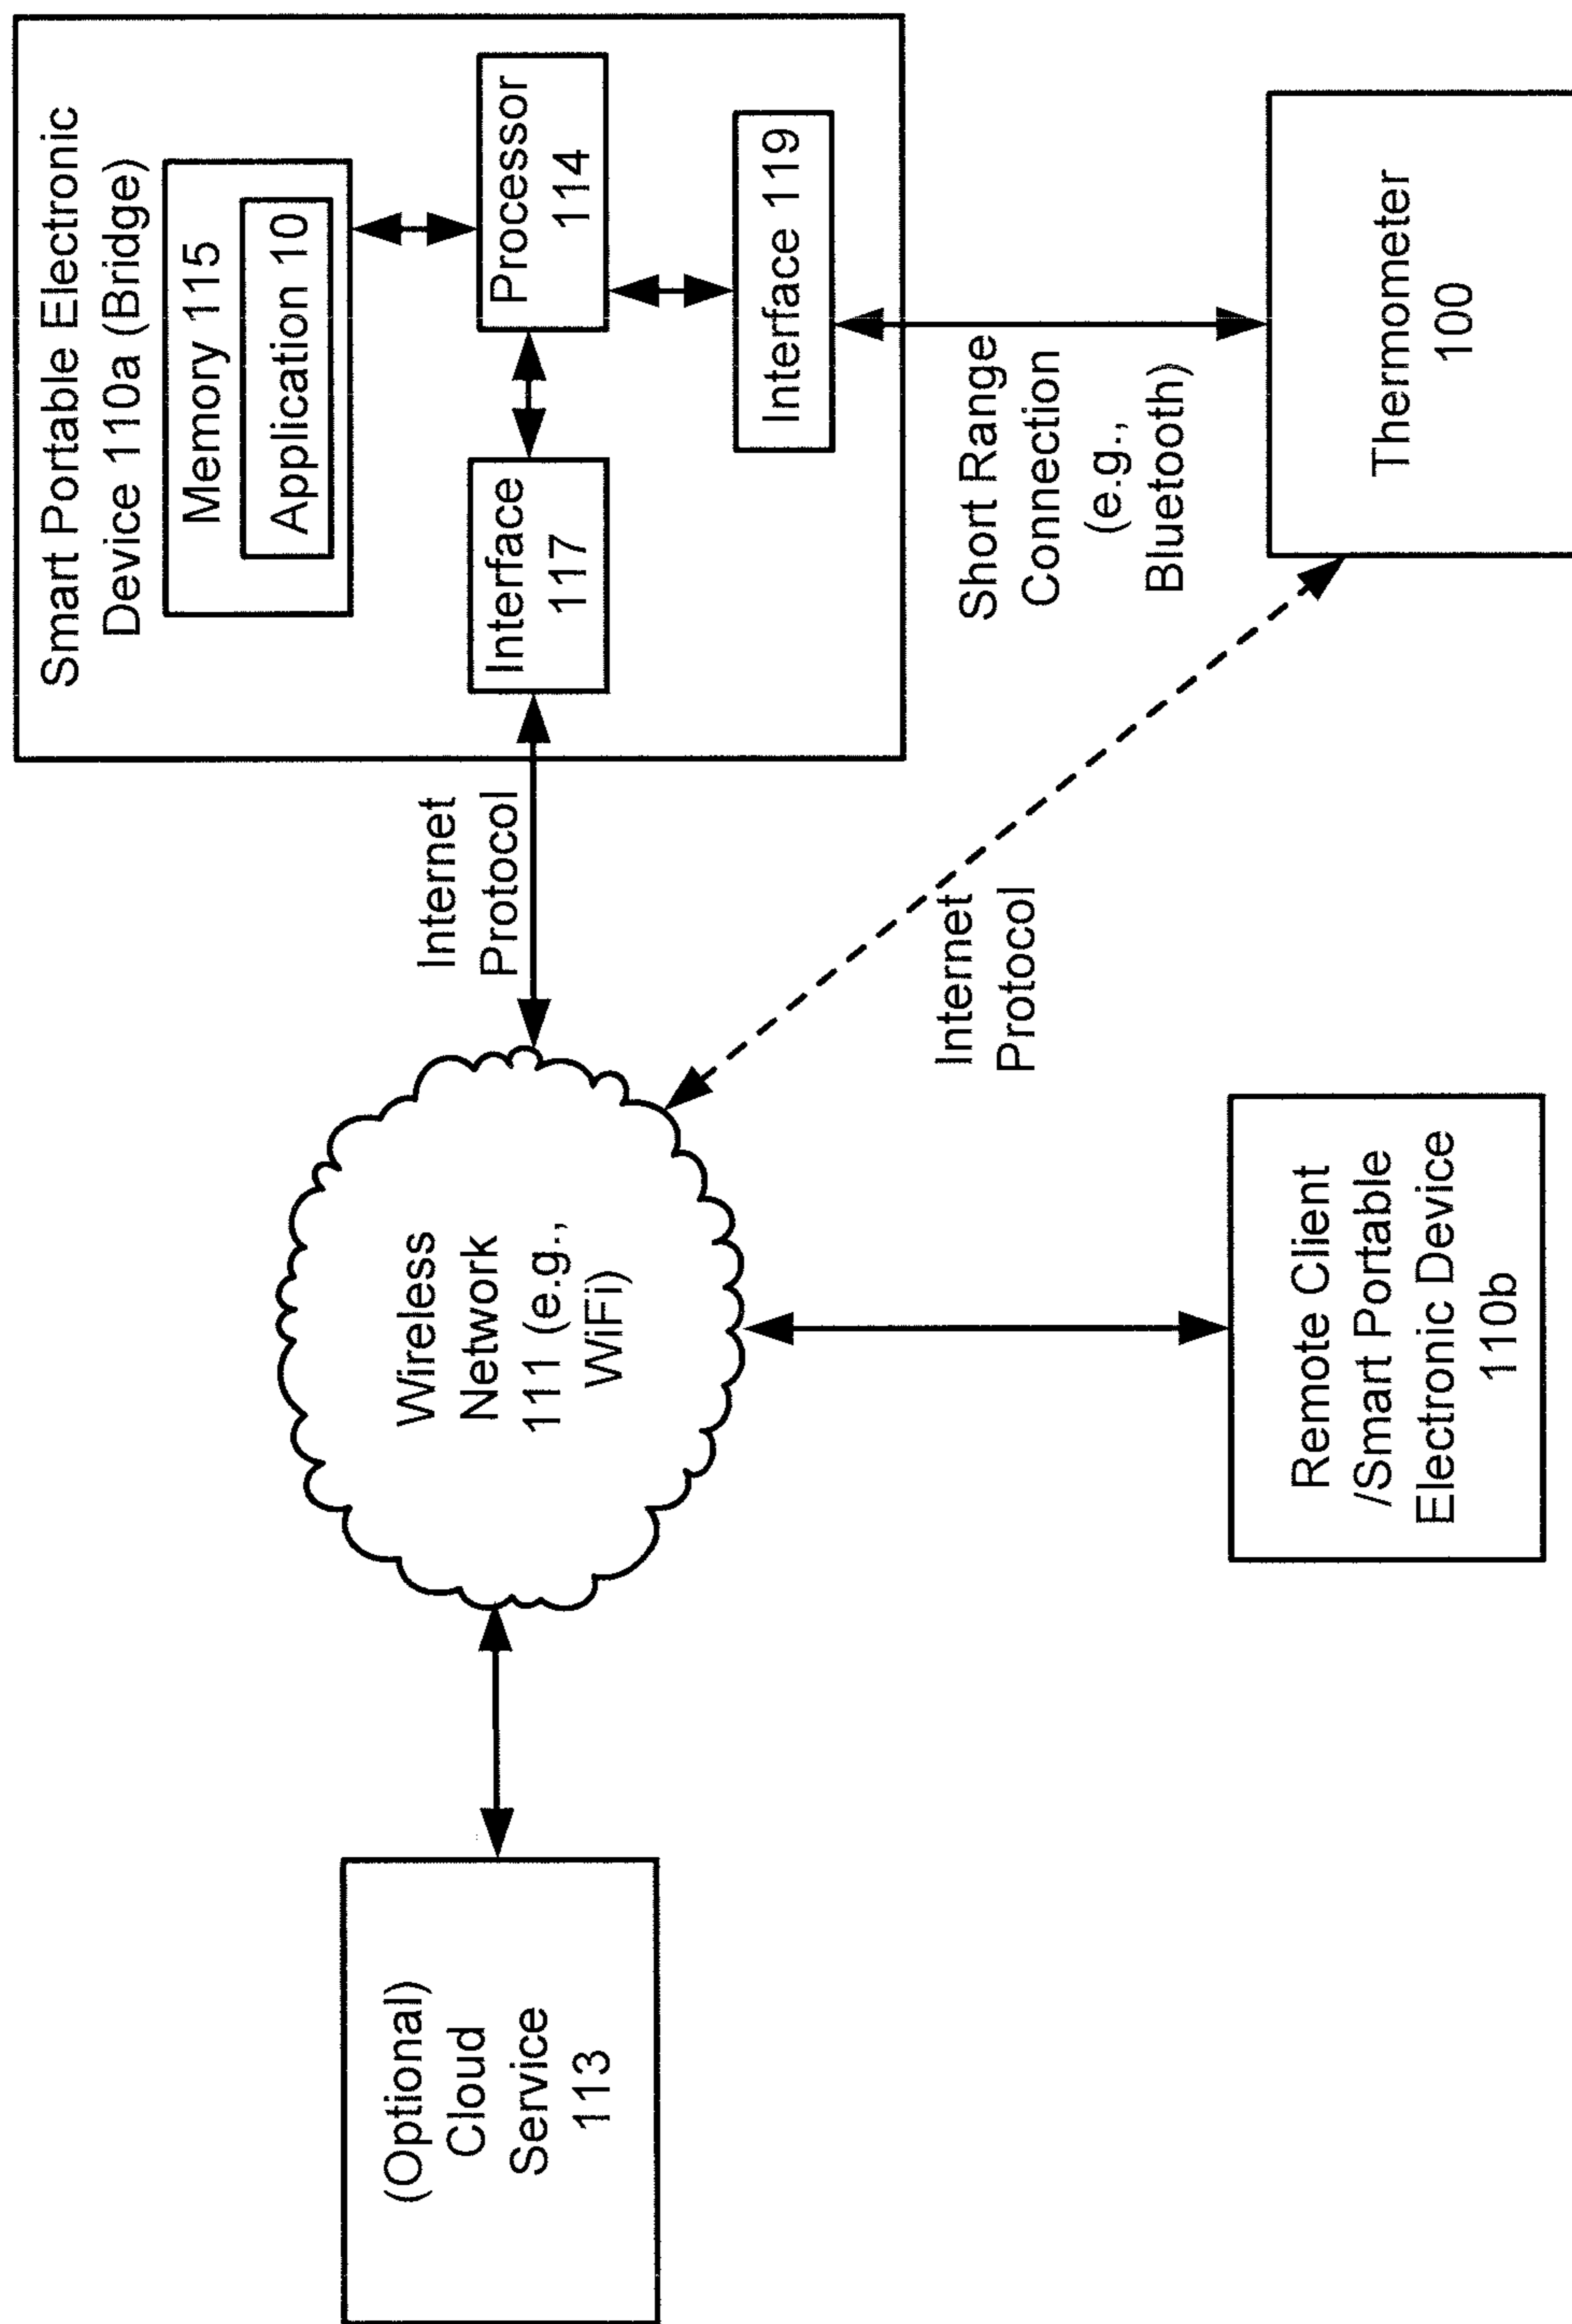 Smart Portable Electronic
Device 110a (Bridge)
Memory 115
Application 10
Processor
114
Interface
117
Interface 119
Internet
Protocol
Short Range
Connection
(e.g.,
Bluetooth)
Thermometer
100
Internet
Protocol
Wireless
Network
111 (e.g.,
WiFi)
Remote Client
/Smart Portable
Electronic Device
110b
(Optional)
Cloud
Service
113